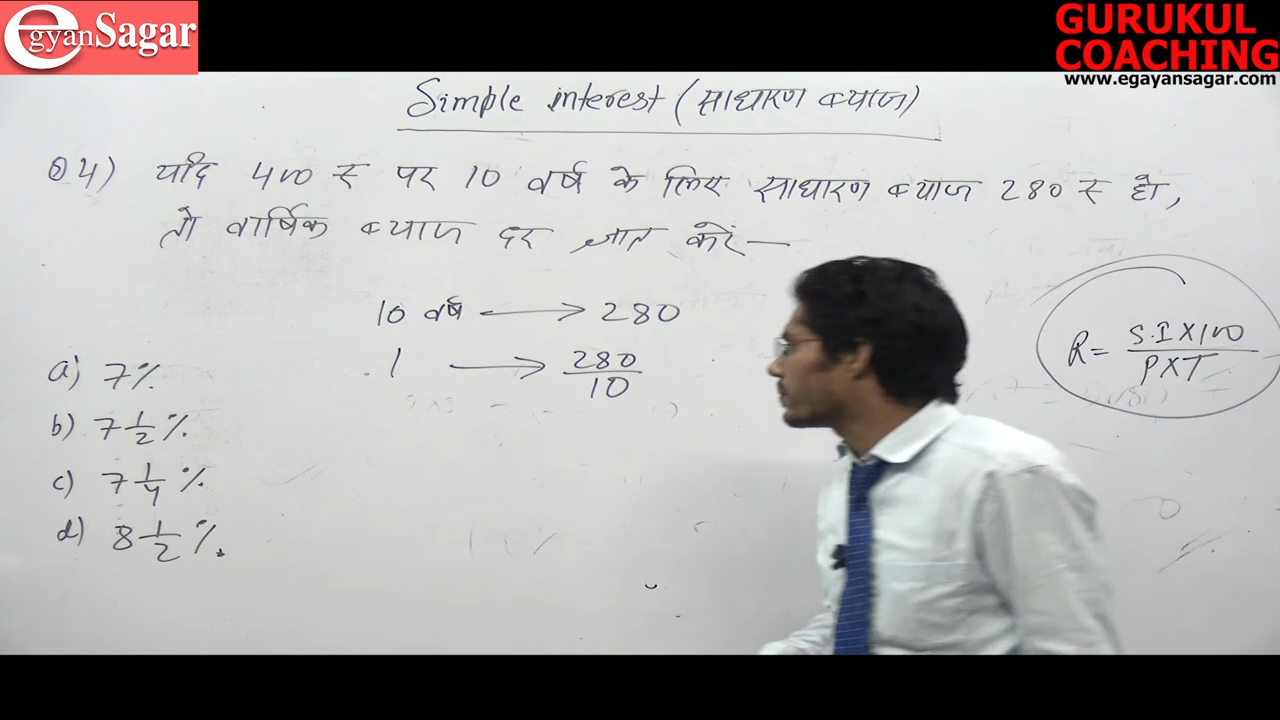 egyanSagar
GURUKUL
COACHING
www.egayansagar.com
Simple interest (साधारण ब्याज)
Q4) यदि 400 रु पर 10 वर्ष के लिए साधारण ब्याज 280 रु हो,
तो वार्षिक ब्याज दर ज्ञात करें —
10 वर्ष → 280
1 → 280/10
R = S.I X 100 / P X T
a) 7%
b) 7 1/2 %
c) 7 1/4 %
d) 8 1/2 %.